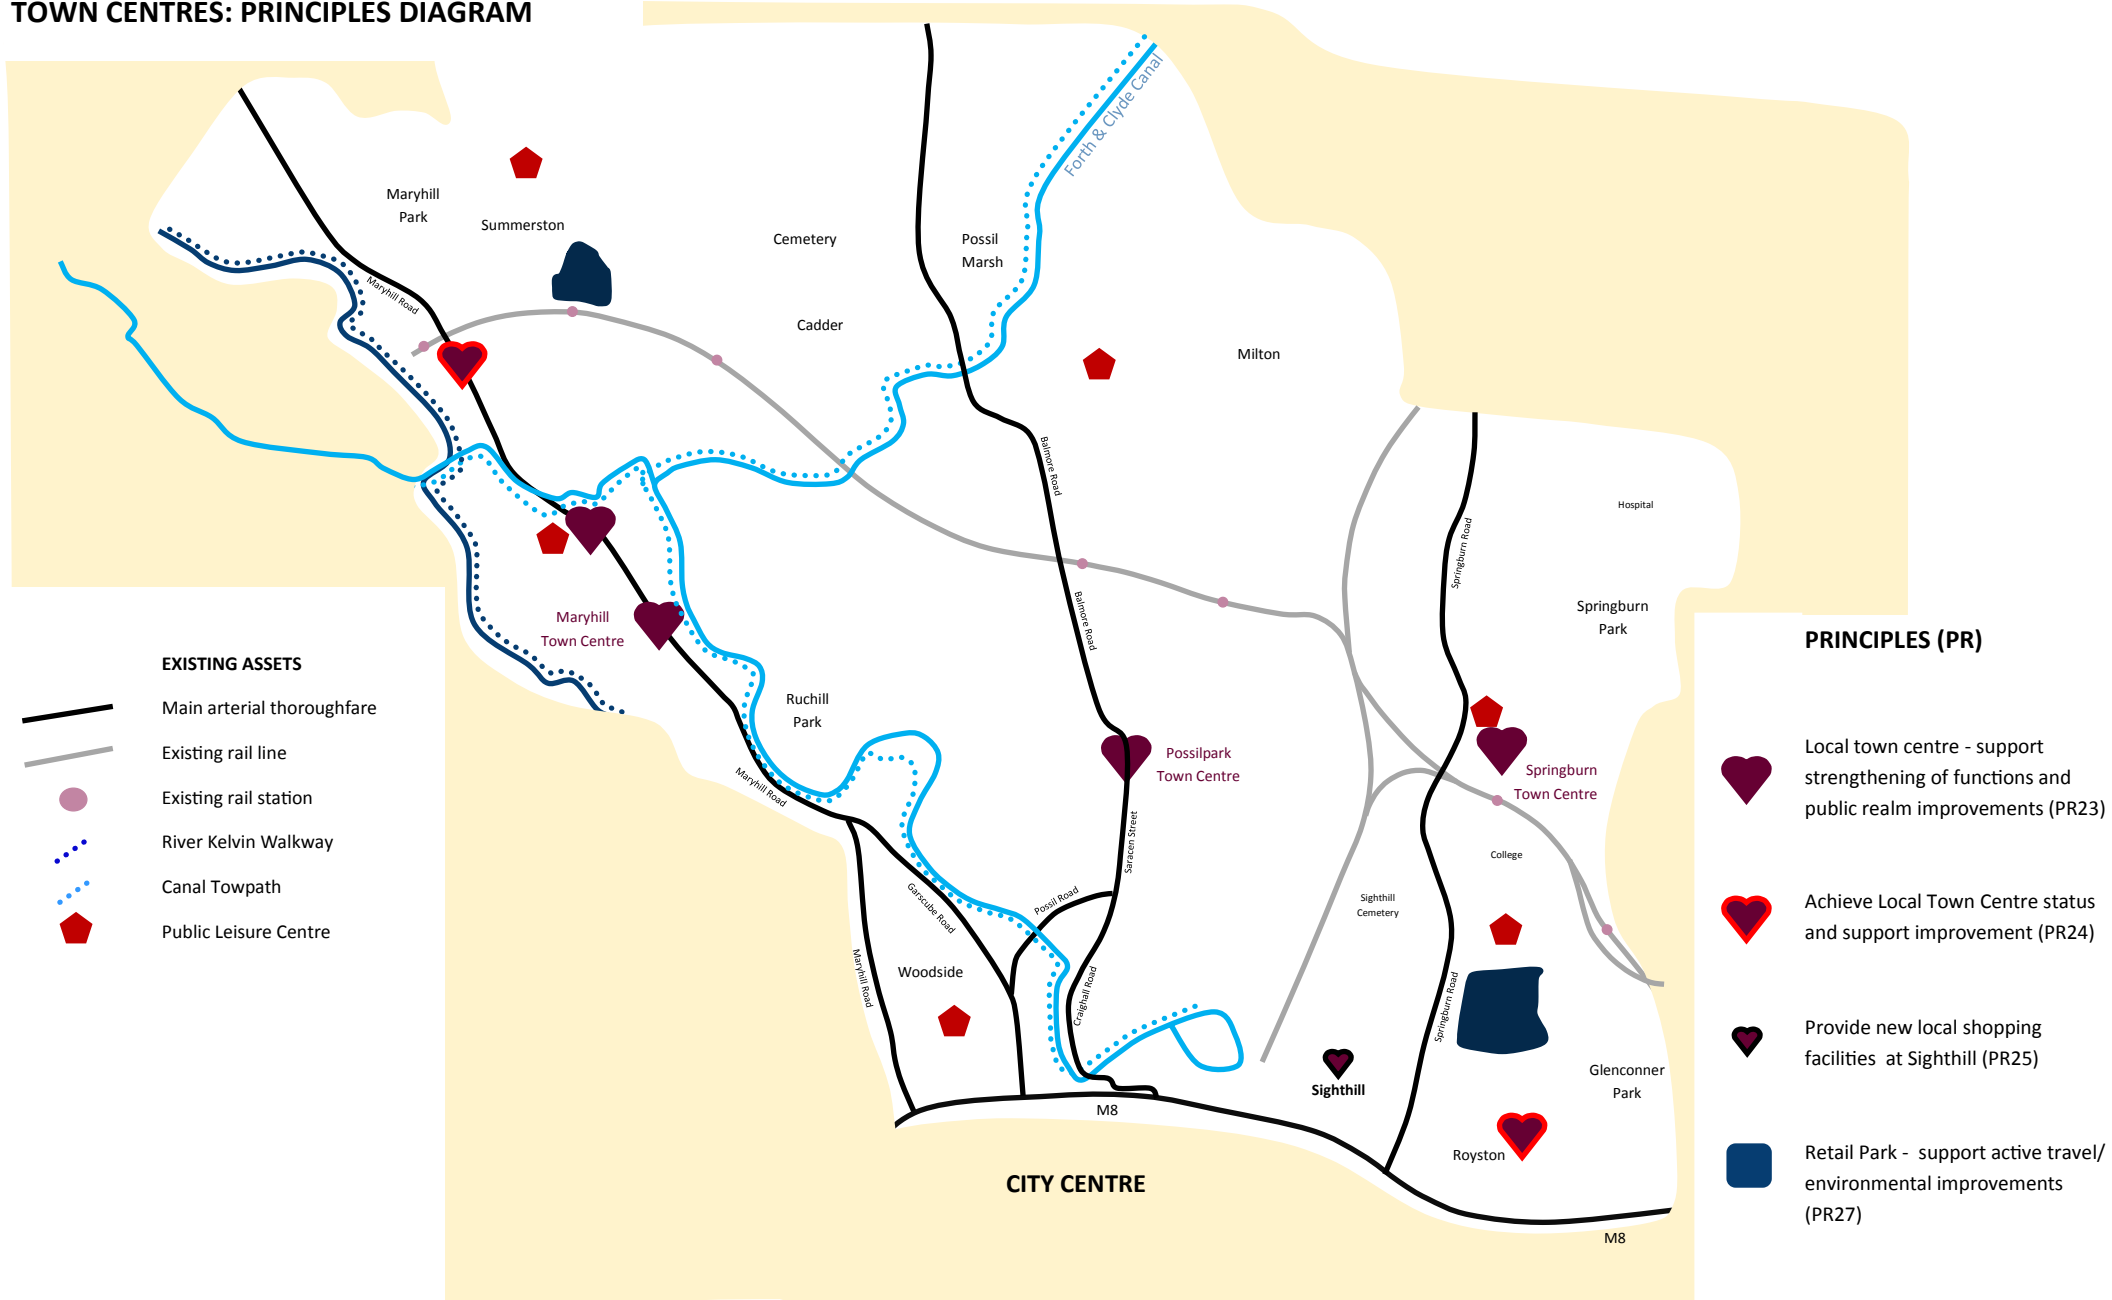 TOWN CENTRES: PRINCIPLES DIAGRAM
Forth & Clyde Canal
Maryhill
Park
Summerston
Cemetery
Possil
Marsh
Maryhill Road
Cadder
Milton
Balmore Road
Hospital
Springburn Road
Balmore Road
Springburn
Park
Maryhill
Town Centre
Ruchill
Park
Possilpark
Town Centre
Springburn
Town Centre
Maryhill Road
Saracen Street
College
Garscube Road
Possil Road
Sighthill
Cemetery
Maryhill Road
Woodside
Craighall Road
Springburn Road
Sighthill
Glenconner
Park
M8
Royston
CITY CENTRE
M8
EXISTING ASSETS
Main arterial thoroughfare
Existing rail line
Existing rail station
River Kelvin Walkway
Canal Towpath
Public Leisure Centre
PRINCIPLES (PR)
Local town centre - support
strengthening of functions and
public realm improvements (PR23)
Achieve Local Town Centre status
and support improvement (PR24)
Provide new local shopping
facilities at Sighthill (PR25)
Retail Park - support active travel/
environmental improvements
(PR27)